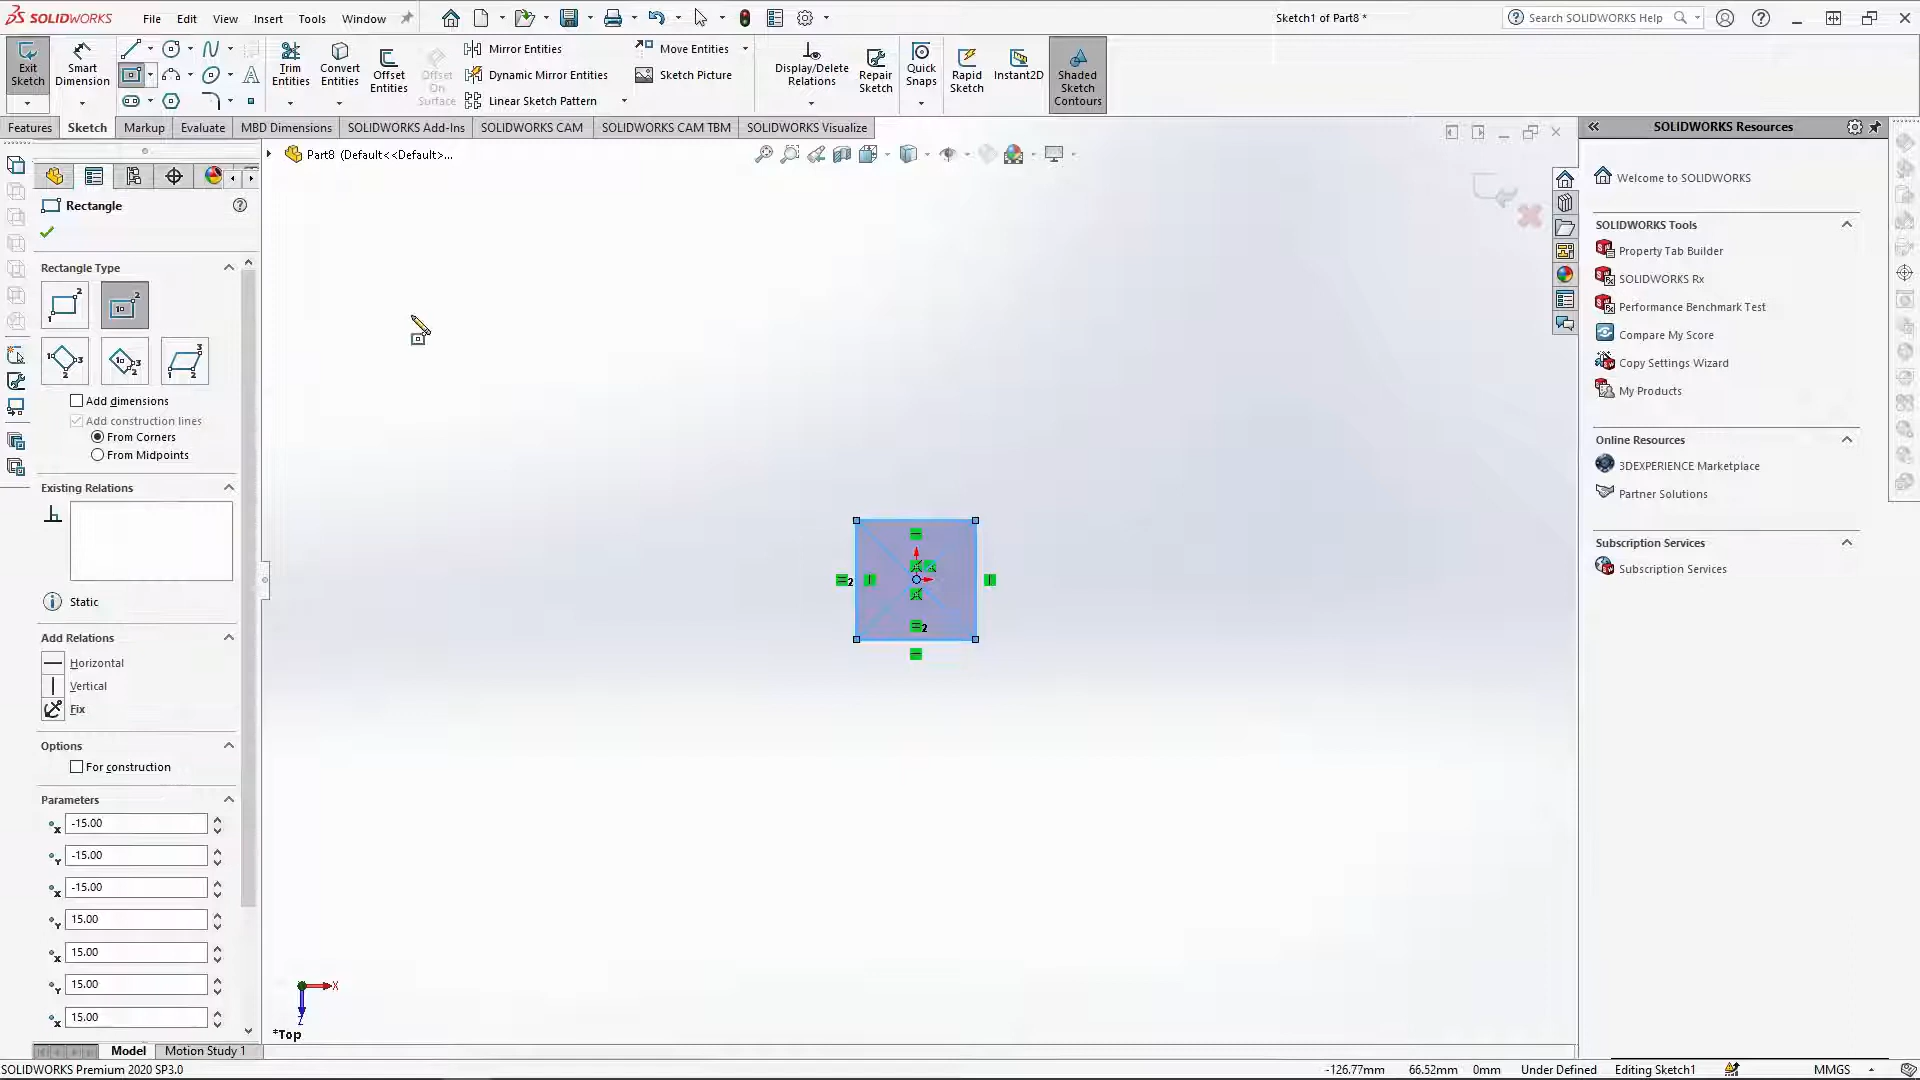 SOLIDWORKS
File
Edit
View
Insert
Tools
Window
Sketch1 of Part8 *
Search SOLIDWORKS Help
Exit Sketch
Smart Dimension
Trim Entities
Convert Entities
Offset Entities
Offset On Surface
Mirror Entities
Dynamic Mirror Entities
Linear Sketch Pattern
Move Entities
Sketch Picture
Display/Delete Relations
Repair Sketch
Quick Snaps
Rapid Sketch
Instant2D
Shaded Sketch Contours
Features
Sketch
Markup
Evaluate
MBD Dimensions
SOLIDWORKS Add-Ins
SOLIDWORKS CAM
SOLIDWORKS CAM TBM
SOLIDWORKS Visualize
Part8 (Default<<Default>...
Rectangle
Rectangle Type
Add dimensions
Add construction lines
From Corners
From Midpoints
Existing Relations
Static
Add Relations
Horizontal
Vertical
Fix
Options
For construction
Parameters
-15.00
-15.00
-15.00
15.00
15.00
15.00
15.00
2
2
X
Z
*Top
SOLIDWORKS Resources
Welcome to SOLIDWORKS
SOLIDWORKS Tools
Property Tab Builder
SOLIDWORKS Rx
Performance Benchmark Test
Compare My Score
Copy Settings Wizard
My Products
Online Resources
3DEXPERIENCE Marketplace
Partner Solutions
Subscription Services
Subscription Services
Model
Motion Study 1
SOLIDWORKS Premium 2020 SP3.0
-126.77mm
66.52mm
0mm
Under Defined
Editing Sketch1
MMGS